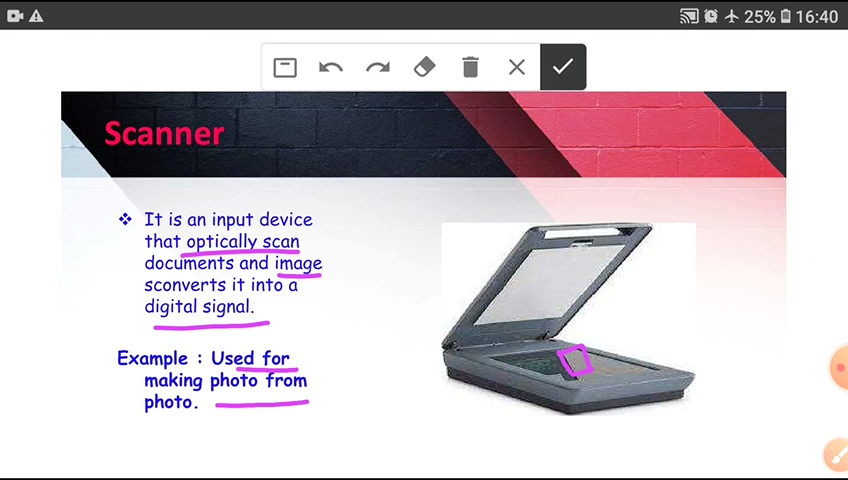 25% 16:40
Scanner
It is an input device
that optically scan
documents and image
sconverts it into a
digital signal.
Example : Used for
making photo from
photo.